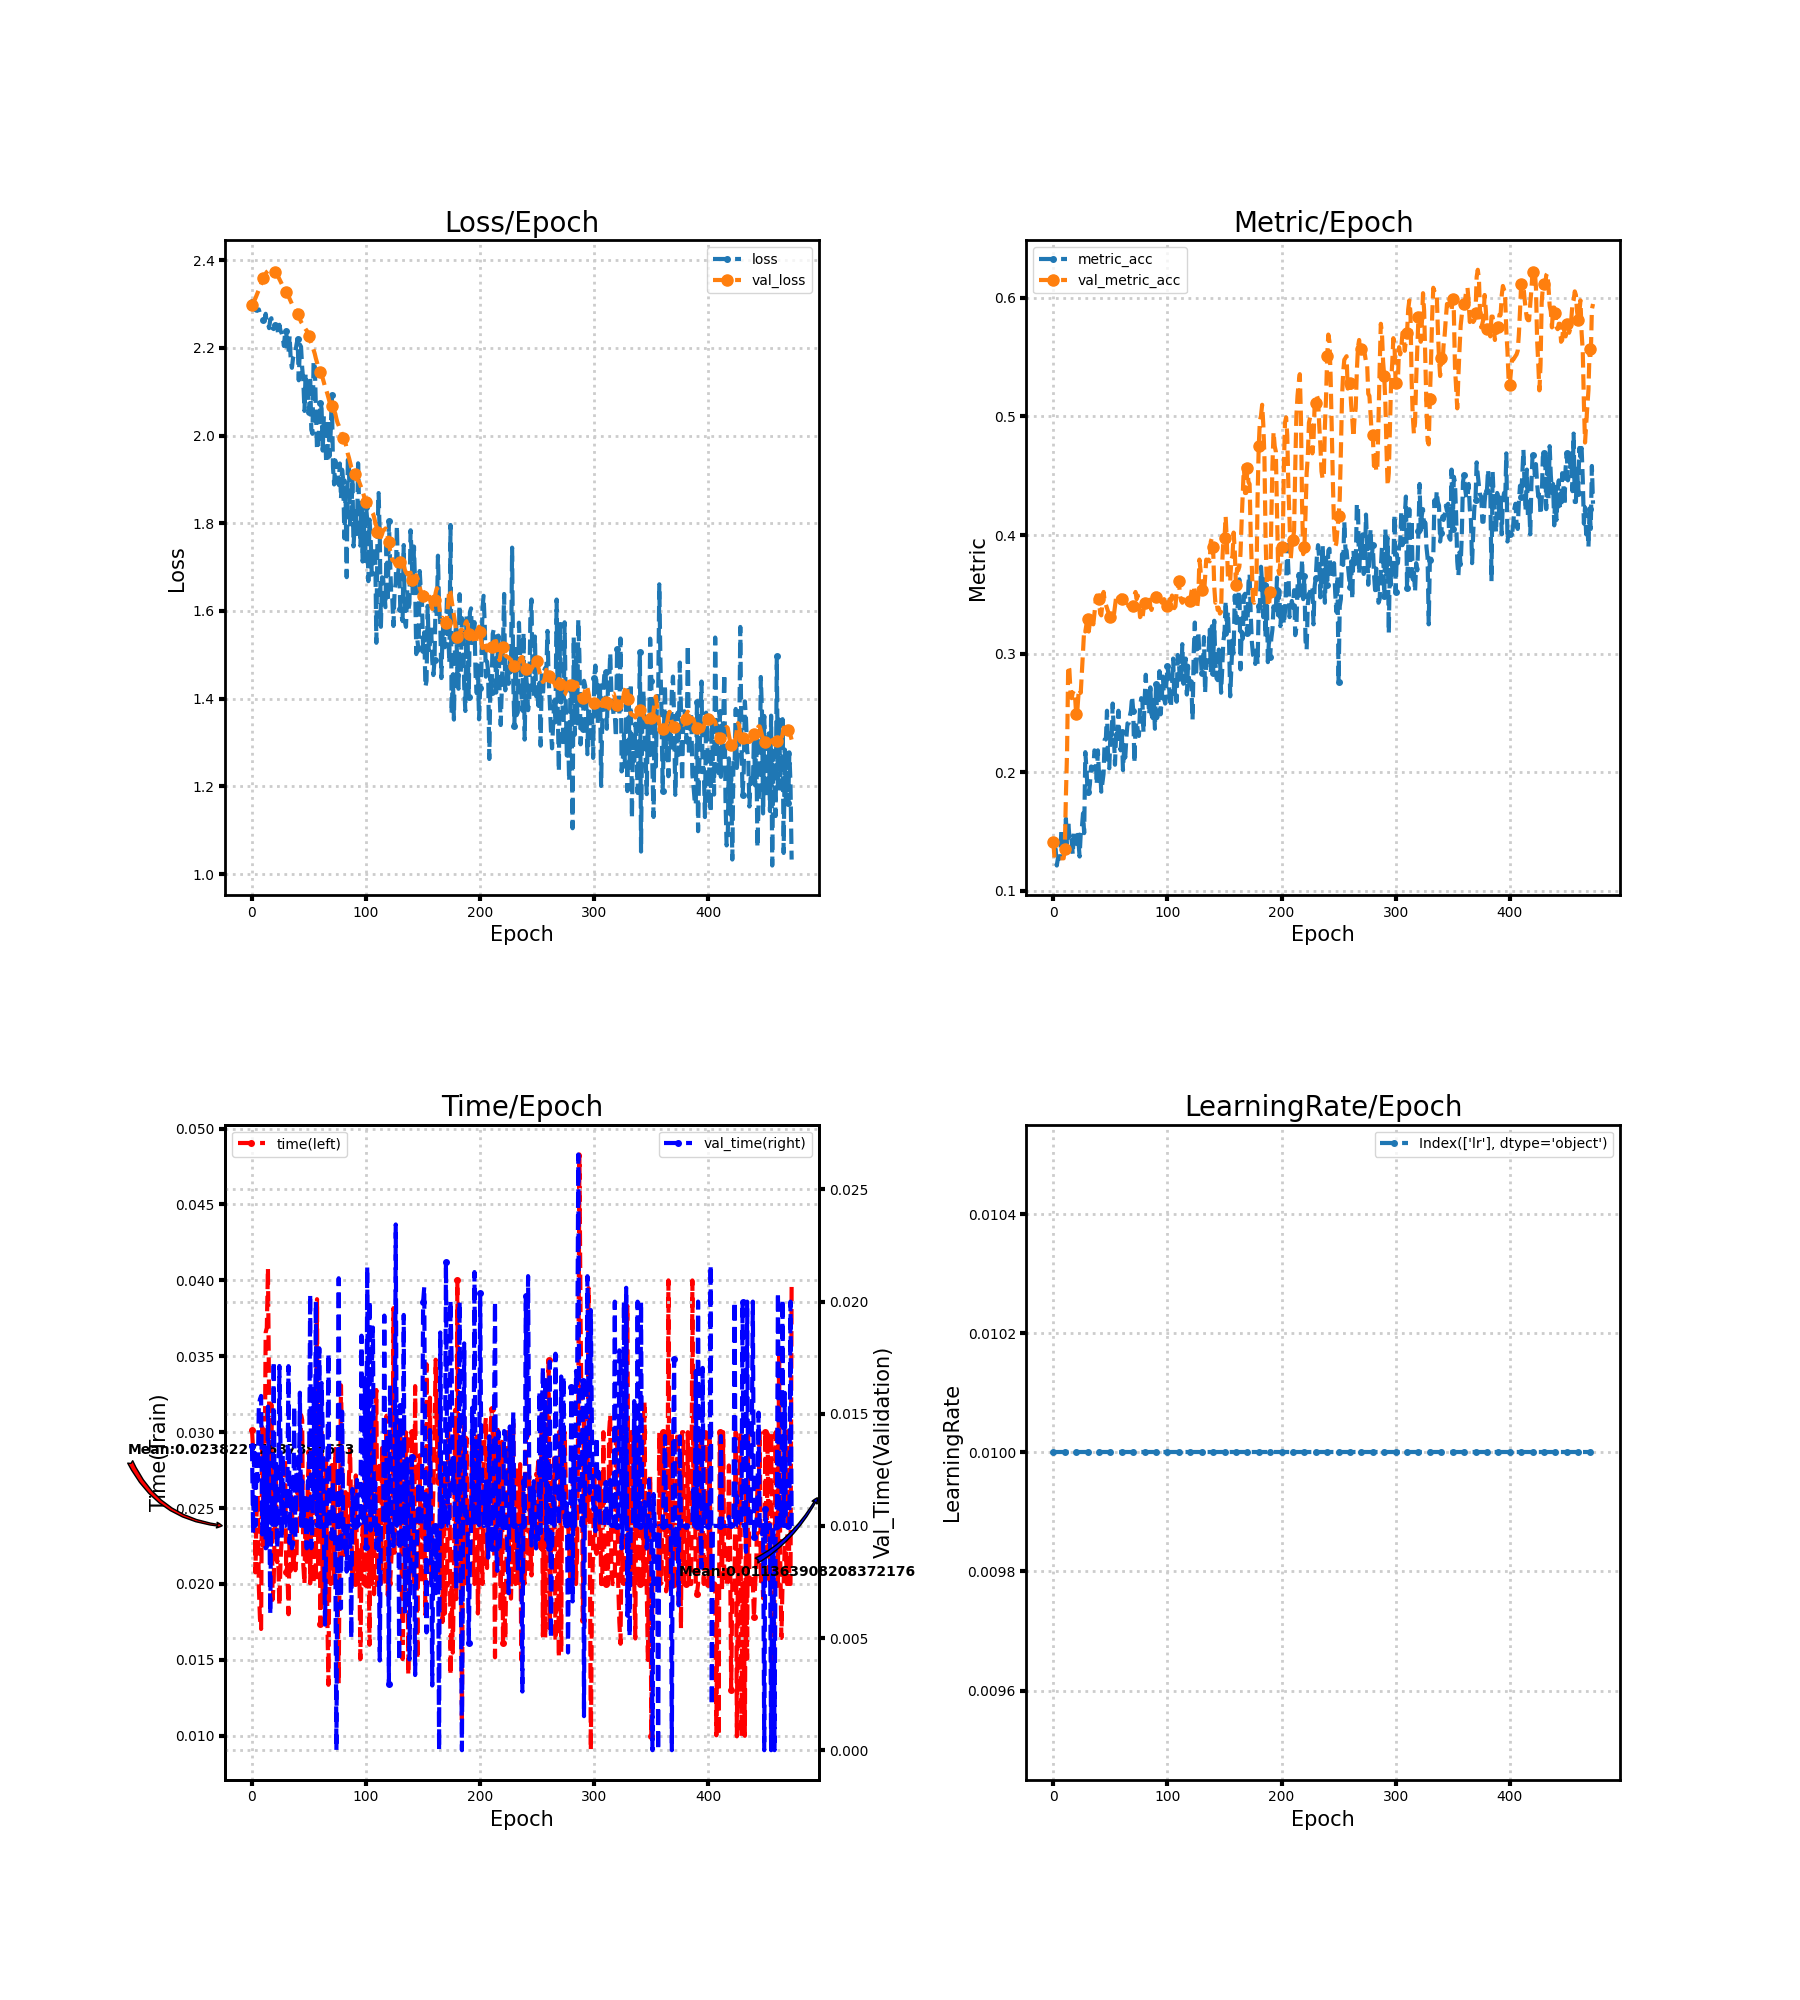 Loss/Epoch
Loss
2.4
2.2
2.0
1.8
1.6
1.4
1.2
1.0
loss
val_loss
0 100 200 300 400
Epoch
Metric/Epoch
Metric
0.6
0.5
0.4
0.3
0.2
0.1
metric_acc
val_metric_acc
0 100 200 300 400
Epoch
Time/Epoch
Time(Train)
0.050
0.045
0.040
0.035
0.030
0.025
0.020
0.015
0.010
time(left)
val_time(right)
Mean:0.011363908208372176
0.025
0.020
0.015
0.010
0.005
0.000
Val_Time(Validation)
0 100 200 300 400
Epoch
LearningRate/Epoch
LearningRate
0.0104
0.0102
0.0100
0.0098
0.0096
Index(['lr'], dtype='object')
0 100 200 300 400
Epoch